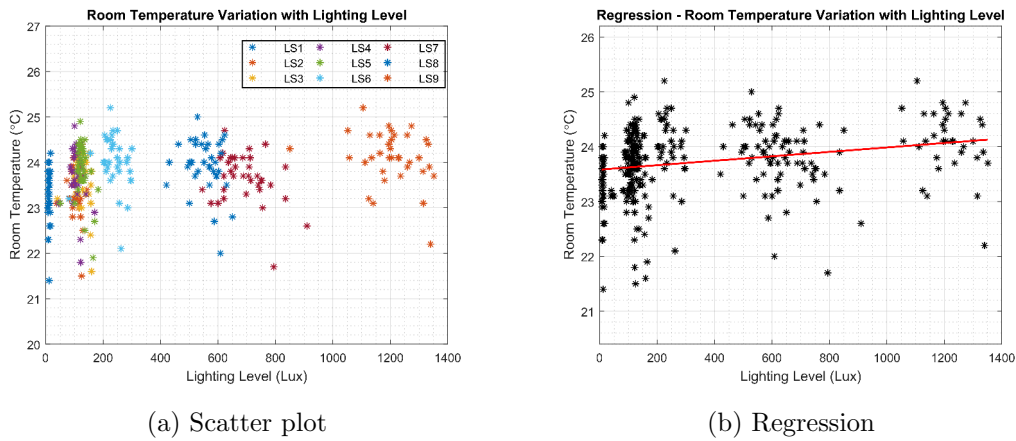 Room Temperature Variation with Lighting Level
27
26
25
24
23
22
21
20
Room Temperature (°C)
LS1 LS4 LS7
LS2 LS5 LS8
LS3 LS6 LS9
0 200 400 600 800 1000 1200 1400
Lighting Level (Lux)
(a) Scatter plot
Regression - Room Temperature Variation with Lighting Level
26
25
24
23
22
21
Room Temperature (°C)
0 200 400 600 800 1000 1200 1400
Lighting Level (Lux)
(b) Regression